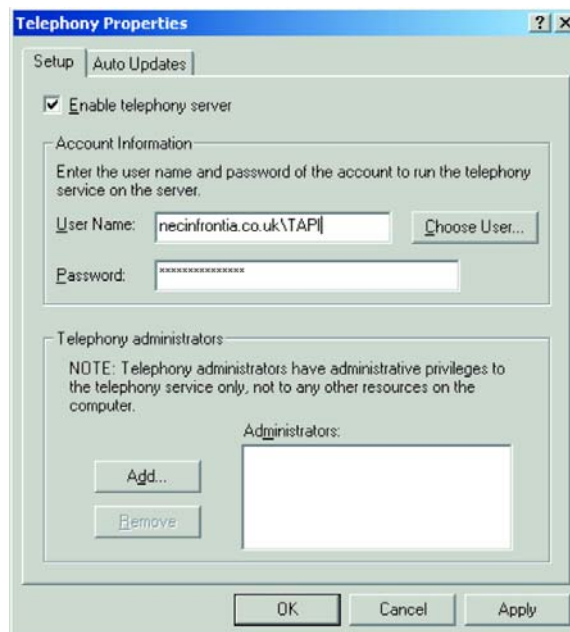 Telephony Properties
Setup
Auto Updates
Enable telephony server
Account Information
Enter the user name and password of the account to run the telephony
service on the server.
User Name:
necinfrontia.co.uk\TAPI
Choose User...
Password:
***************
Telephony administrators
NOTE: Telephony administrators have administrative privileges to
the telephony service only, not to any other resources on the
computer.
Administrators:
Add...
Remove
OK
Cancel
Apply